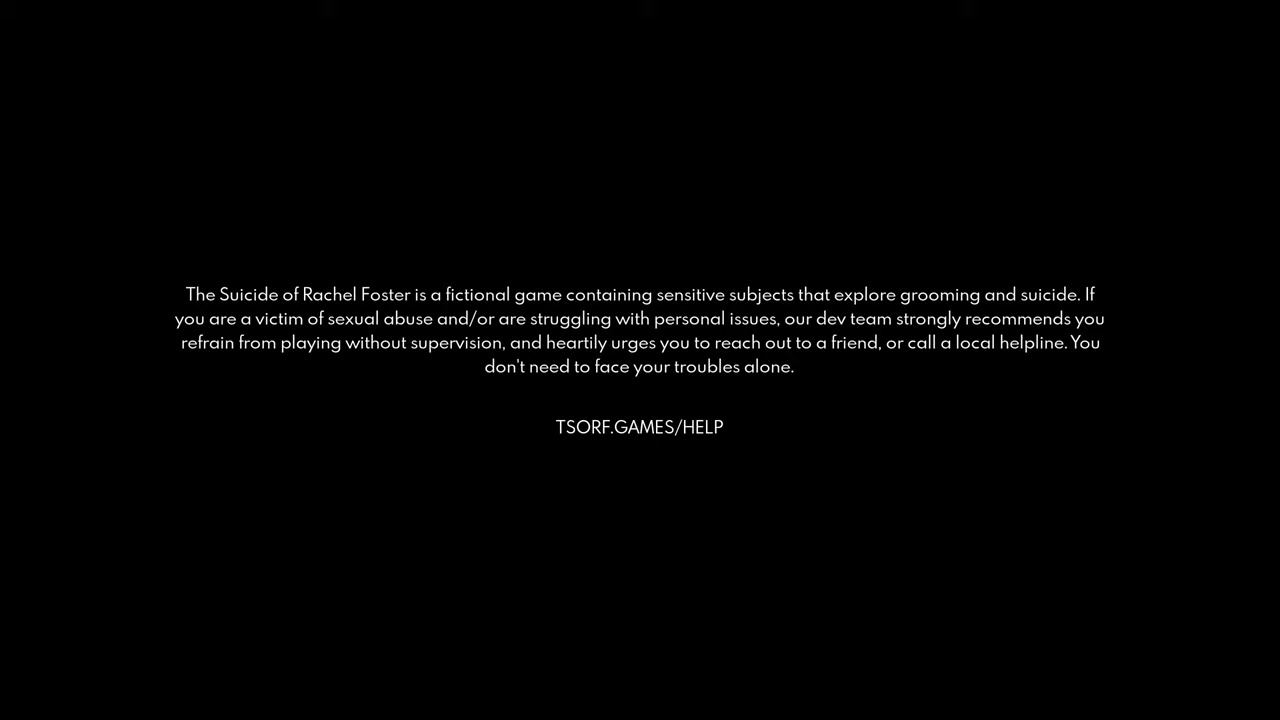 The Suicide of Rachel Foster is a fictional game containing sensitive subjects that explore grooming and suicide. If
you are a victim of sexual abuse and/or are struggling with personal issues, our dev team strongly recommends you
refrain from playing without supervision, and heartily urges you to reach out to a friend, or call a local helpline. You
don't need to face your troubles alone.
TSORF.GAMES/HELP